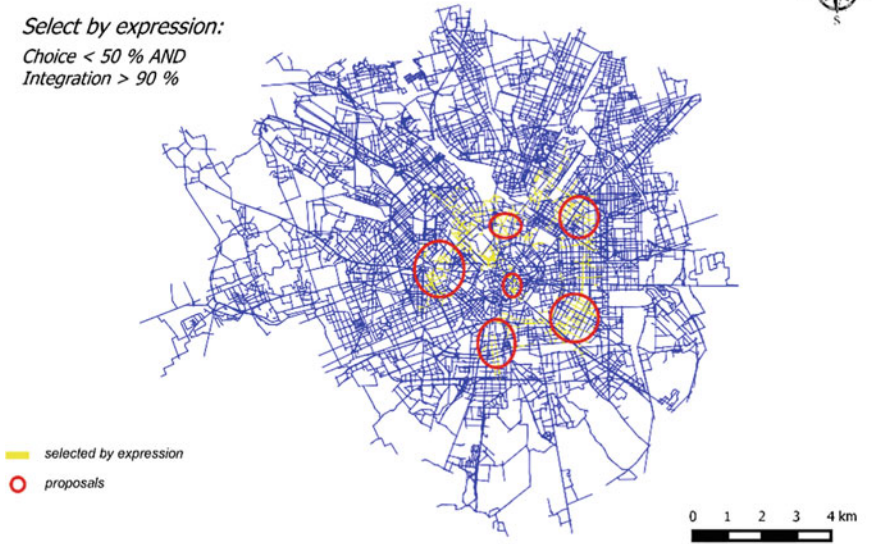 Select by expression:
Choice < 50 % AND
Integration > 90 %
S
selected by expression
proposals
0 1 2 3 4 km